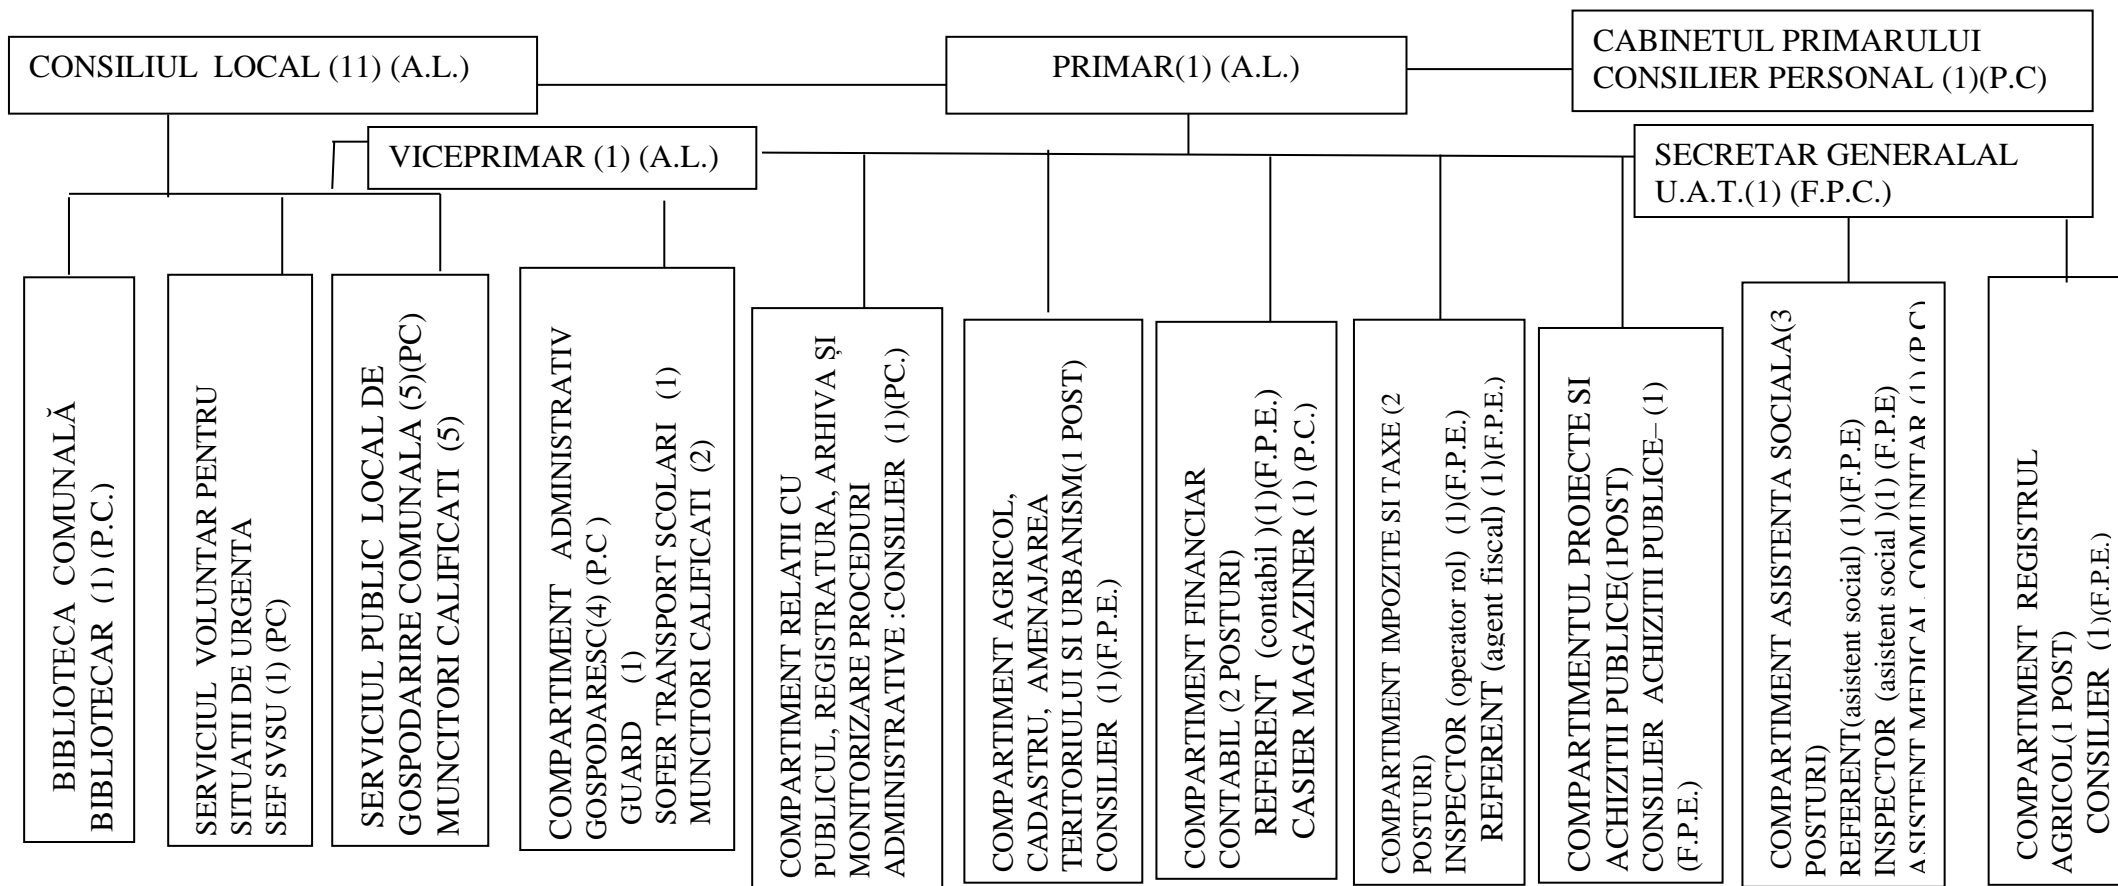 CONSILIUL LOCAL (11) (A.L.)
PRIMAR(1) (A.L.)
CABINETUL PRIMARULUI
CONSILIER PERSONAL (1)(P.C)
VICEPRIMAR (1) (A.L.)
SECRETAR GENERALAL
U.A.T.(1) (F.P.C.)
BIBLIOTECA COMUNALĂ
BIBLIOTECAR (1) (P.C.)
SERVICIUL VOLUNTAR PENTRU
SITUATII DE URGENTA
SEF SVSU (1) (PC)
SERVICIUL PUBLIC LOCAL DE
GOSPODARIRE COMUNALA (5)(PC)
MUNCITORI CALIFICATI (5)
COMPARTIMENT ADMINISTRATIV
GOSPODARESC(4) (P.C )
GUARD (1)
SOFER TRANSPORT SCOLARI (1)
MUNCITORI CALIFICATI (2)
COMPARTIMENT RELATII CU
PUBLICUL, REGISTRATURA, ARHIVA ȘI
MONITORIZARE PROCEDURI
ADMINISTRATIVE :CONSILIER (1)(PC.)
COMPARTIMENT AGRICOL,
CADASTRU, AMENAJAREA
TERITORIULUI SI URBANISM(1 POST)
CONSILIER (1)(F.P.E.)
COMPARTIMENT FINANCIAR
CONTABIL (2 POSTURI)
REFERENT (contabil )(1)(F.P.E.)
CASIER MAGAZINER (1) (P.C.)
COMPARTIMENT IMPOZITE SI TAXE (2
POSTURI)
INSPECTOR (operator rol) (1)(F.P.E.)
REFERENT (agent fiscal) (1)(F.P.E.)
COMPARTIMENTUL PROIECTE SI
ACHIZITII PUBLICE(1POST)
CONSILIER ACHIZITII PUBLICE– (1)
(F.P.E.)
COMPARTIMENT ASISTENTA SOCIALA(3
POSTURI)
REFERENT(asistent social) (1)(F.P.E)
INSPECTOR (asistent social )(1) (F.P.E)
ASISTENT MEDICAL COMUNITAR (1) (P.C)
COMPARTIMENT REGISTRUL
AGRICOL(1 POST)
CONSILIER (1)(F.P.E.)